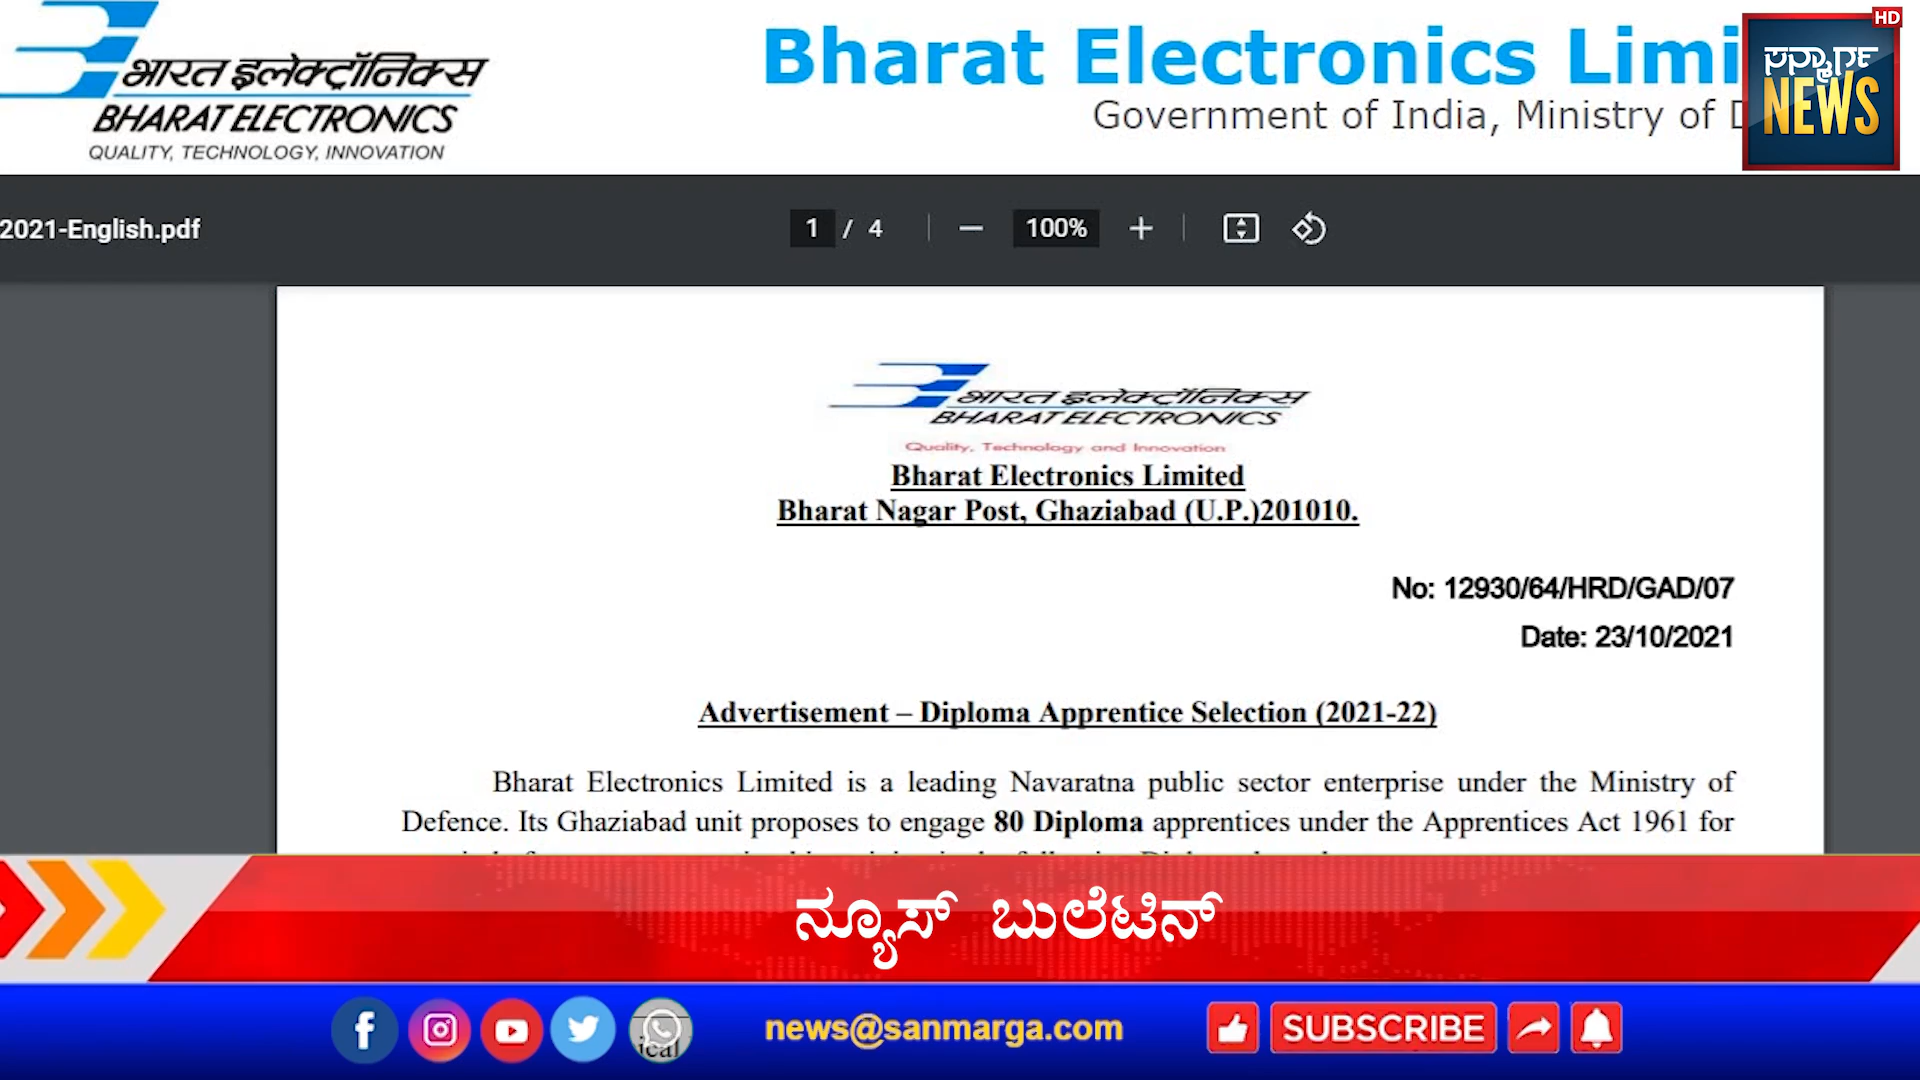 भारत इलेक्ट्रॉनिक्स
BHARAT ELECTRONICS
QUALITY, TECHNOLOGY, INNOVATION
Bharat Electronics Limi
Government of India, Ministry of
HD
ಸನ್ಮಾರ್ಗ
NEWS
2021-English.pdf
1 / 4
100%
भारत इलेक्ट्रॉनिक्स
BHARAT ELECTRONICS
Quality, Technology and Innovation
Bharat Electronics Limited
Bharat Nagar Post, Ghaziabad (U.P.)201010.
No: 12930/64/HRD/GAD/07
Date: 23/10/2021
Advertisement – Diploma Apprentice Selection (2021-22)
Bharat Electronics Limited is a leading Navaratna public sector enterprise under the Ministry of
Defence. Its Ghaziabad unit proposes to engage 80 Diploma apprentices under the Apprentices Act 1961 for
ನ್ಯೂಸ್ ಬುಲೆಟಿನ್
news@sanmarga.com
SUBSCRIBE